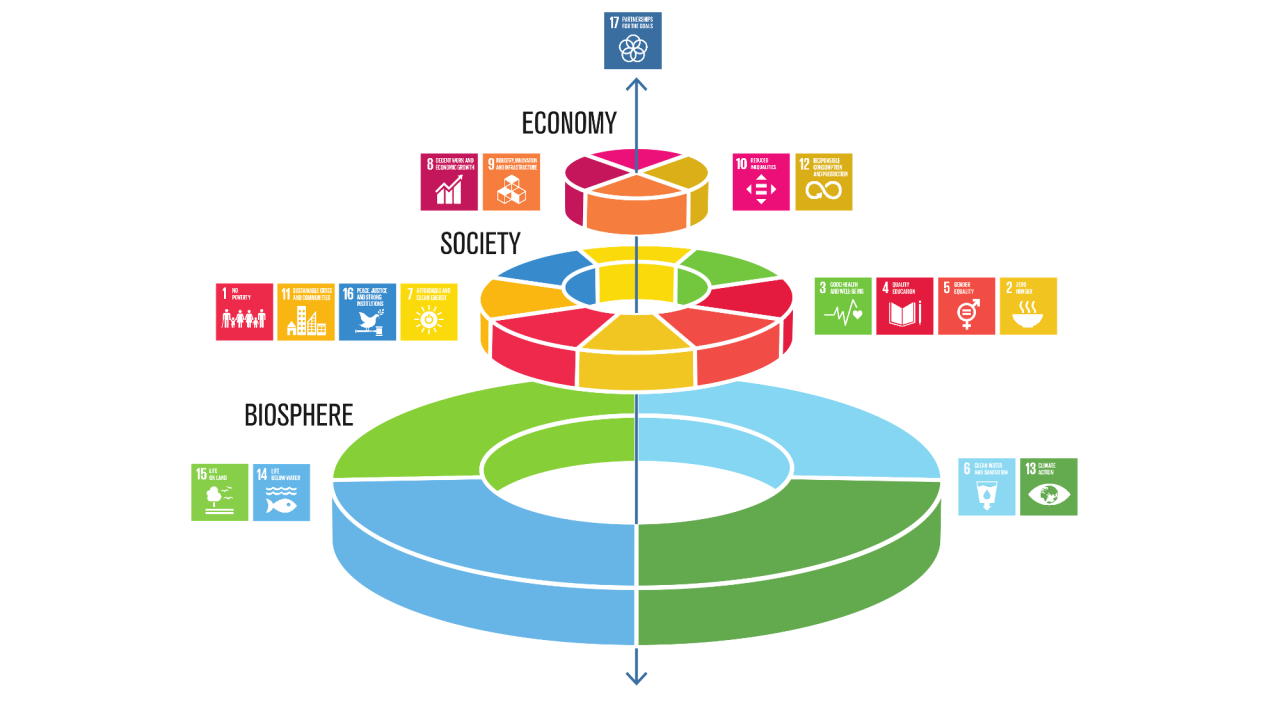 17 PARTNERSHIPS
FOR THE GOALS
ECONOMY
8 DECENT WORK AND
ECONOMIC GROWTH
9 INDUSTRY, INNOVATION
AND INFRASTRUCTURE
10 REDUCED
INEQUALITIES
12 RESPONSIBLE
CONSUMPTION
AND PRODUCTION
SOCIETY
1 NO
POVERTY
11 SUSTAINABLE CITIES
AND COMMUNITIES
16 PEACE, JUSTICE
AND STRONG
INSTITUTIONS
7 AFFORDABLE AND
CLEAN ENERGY
3 GOOD HEALTH
AND WELL-BEING
4 QUALITY
EDUCATION
5 GENDER
EQUALITY
2 ZERO
HUNGER
BIOSPHERE
15 LIFE
ON LAND
14 LIFE
BELOW WATER
6 CLEAN WATER
AND SANITATION
13 CLIMATE
ACTION